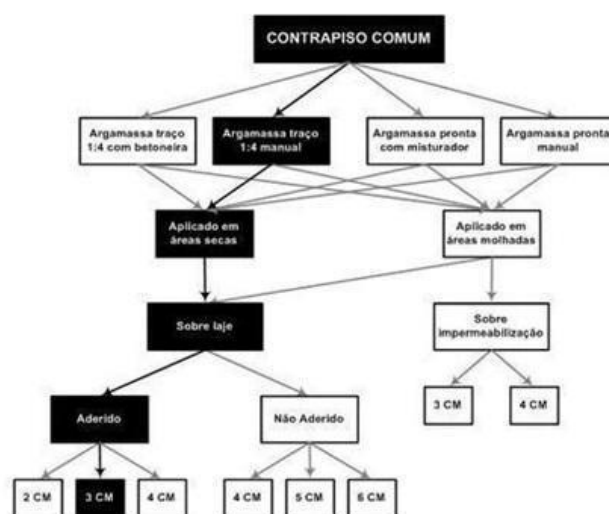 CONTRAPISO COMUM
Argamassa traço
1:4 com betoneira
Argamassa traço
1:4 manual
Argamassa pronta
com misturador
Argamassa pronta
manual
Aplicado em
áreas secas
Aplicado em
áreas molhadas
Sobre laje
Sobre
impermeabilização
3 CM
4 CM
Aderido
Não Aderido
2 CM
3 CM
4 CM
4 CM
5 CM
6 CM